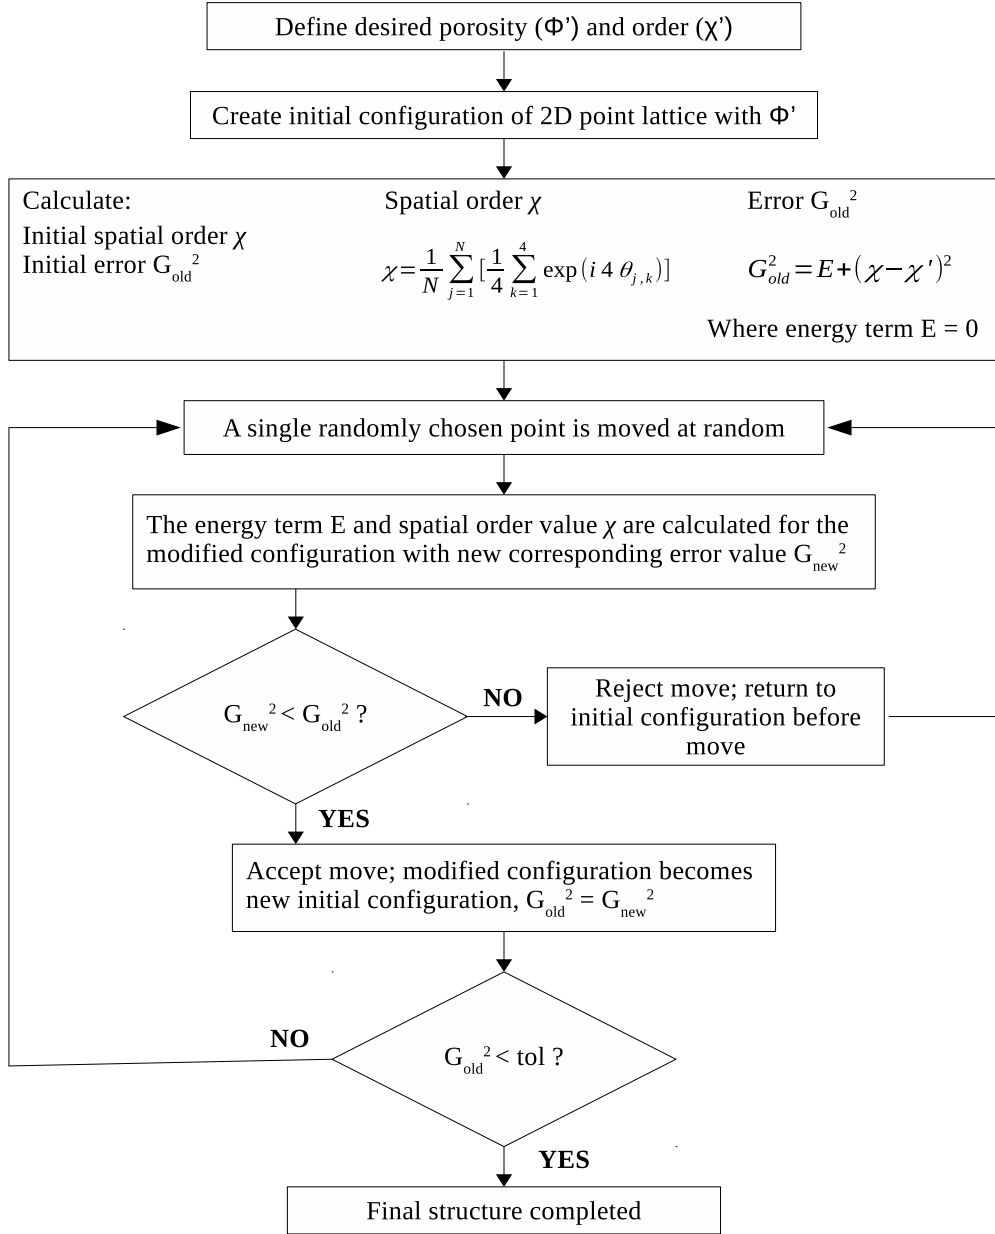 Define desired porosity (Φ’) and order (χ’)
Create initial configuration of 2D point lattice with Φ’
Calculate:
Initial spatial order χ
Initial error G_old^2
Spatial order χ
χ = 1/N ∑_{j=1}^{N} [1/4 ∑_{k=1}^{4} exp(i 4 θ_{j,k})]
Error G_old^2
G_old^2 = E + (χ − χ')^2
Where energy term E = 0
A single randomly chosen point is moved at random
The energy term E and spatial order value χ are calculated for the
modified configuration with new corresponding error value G_new^2
G_new^2 < G_old^2 ?
NO
Reject move; return to
initial configuration before
move
YES
Accept move; modified configuration becomes
new initial configuration, G_old^2 = G_new^2
NO
G_old^2 < tol ?
YES
Final structure completed